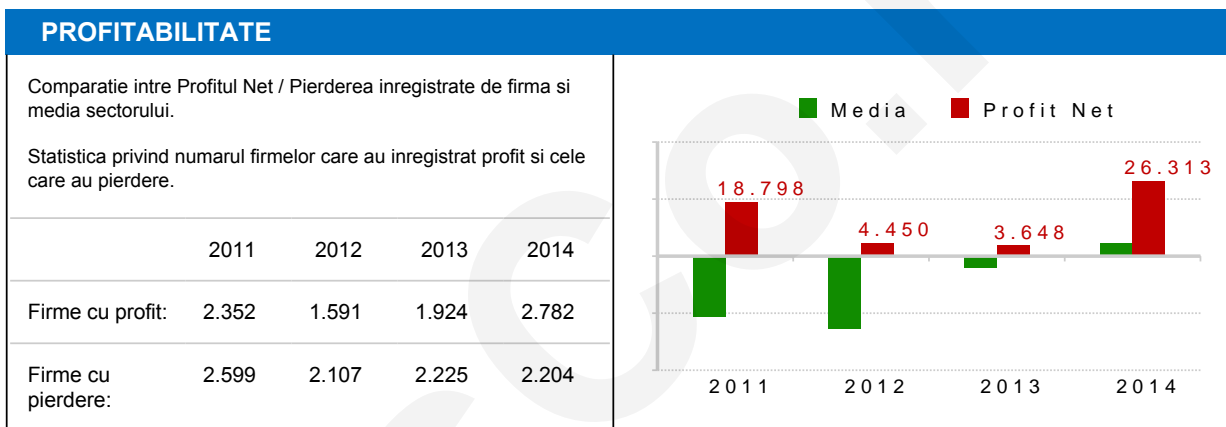 PROFITABILITATE
Comparatie intre Profitul Net / Pierderea inregistrate de firma si
media sectorului.
Statistica privind numarul firmelor care au inregistrat profit si cele
care au pierdere.
2011 2012 2013 2014
Firme cu profit: 2.352 1.591 1.924 2.782
Firme cu
pierdere: 2.599 2.107 2.225 2.204
Media Profit Net
18.798 4.450 3.648 26.313
2011 2012 2013 2014